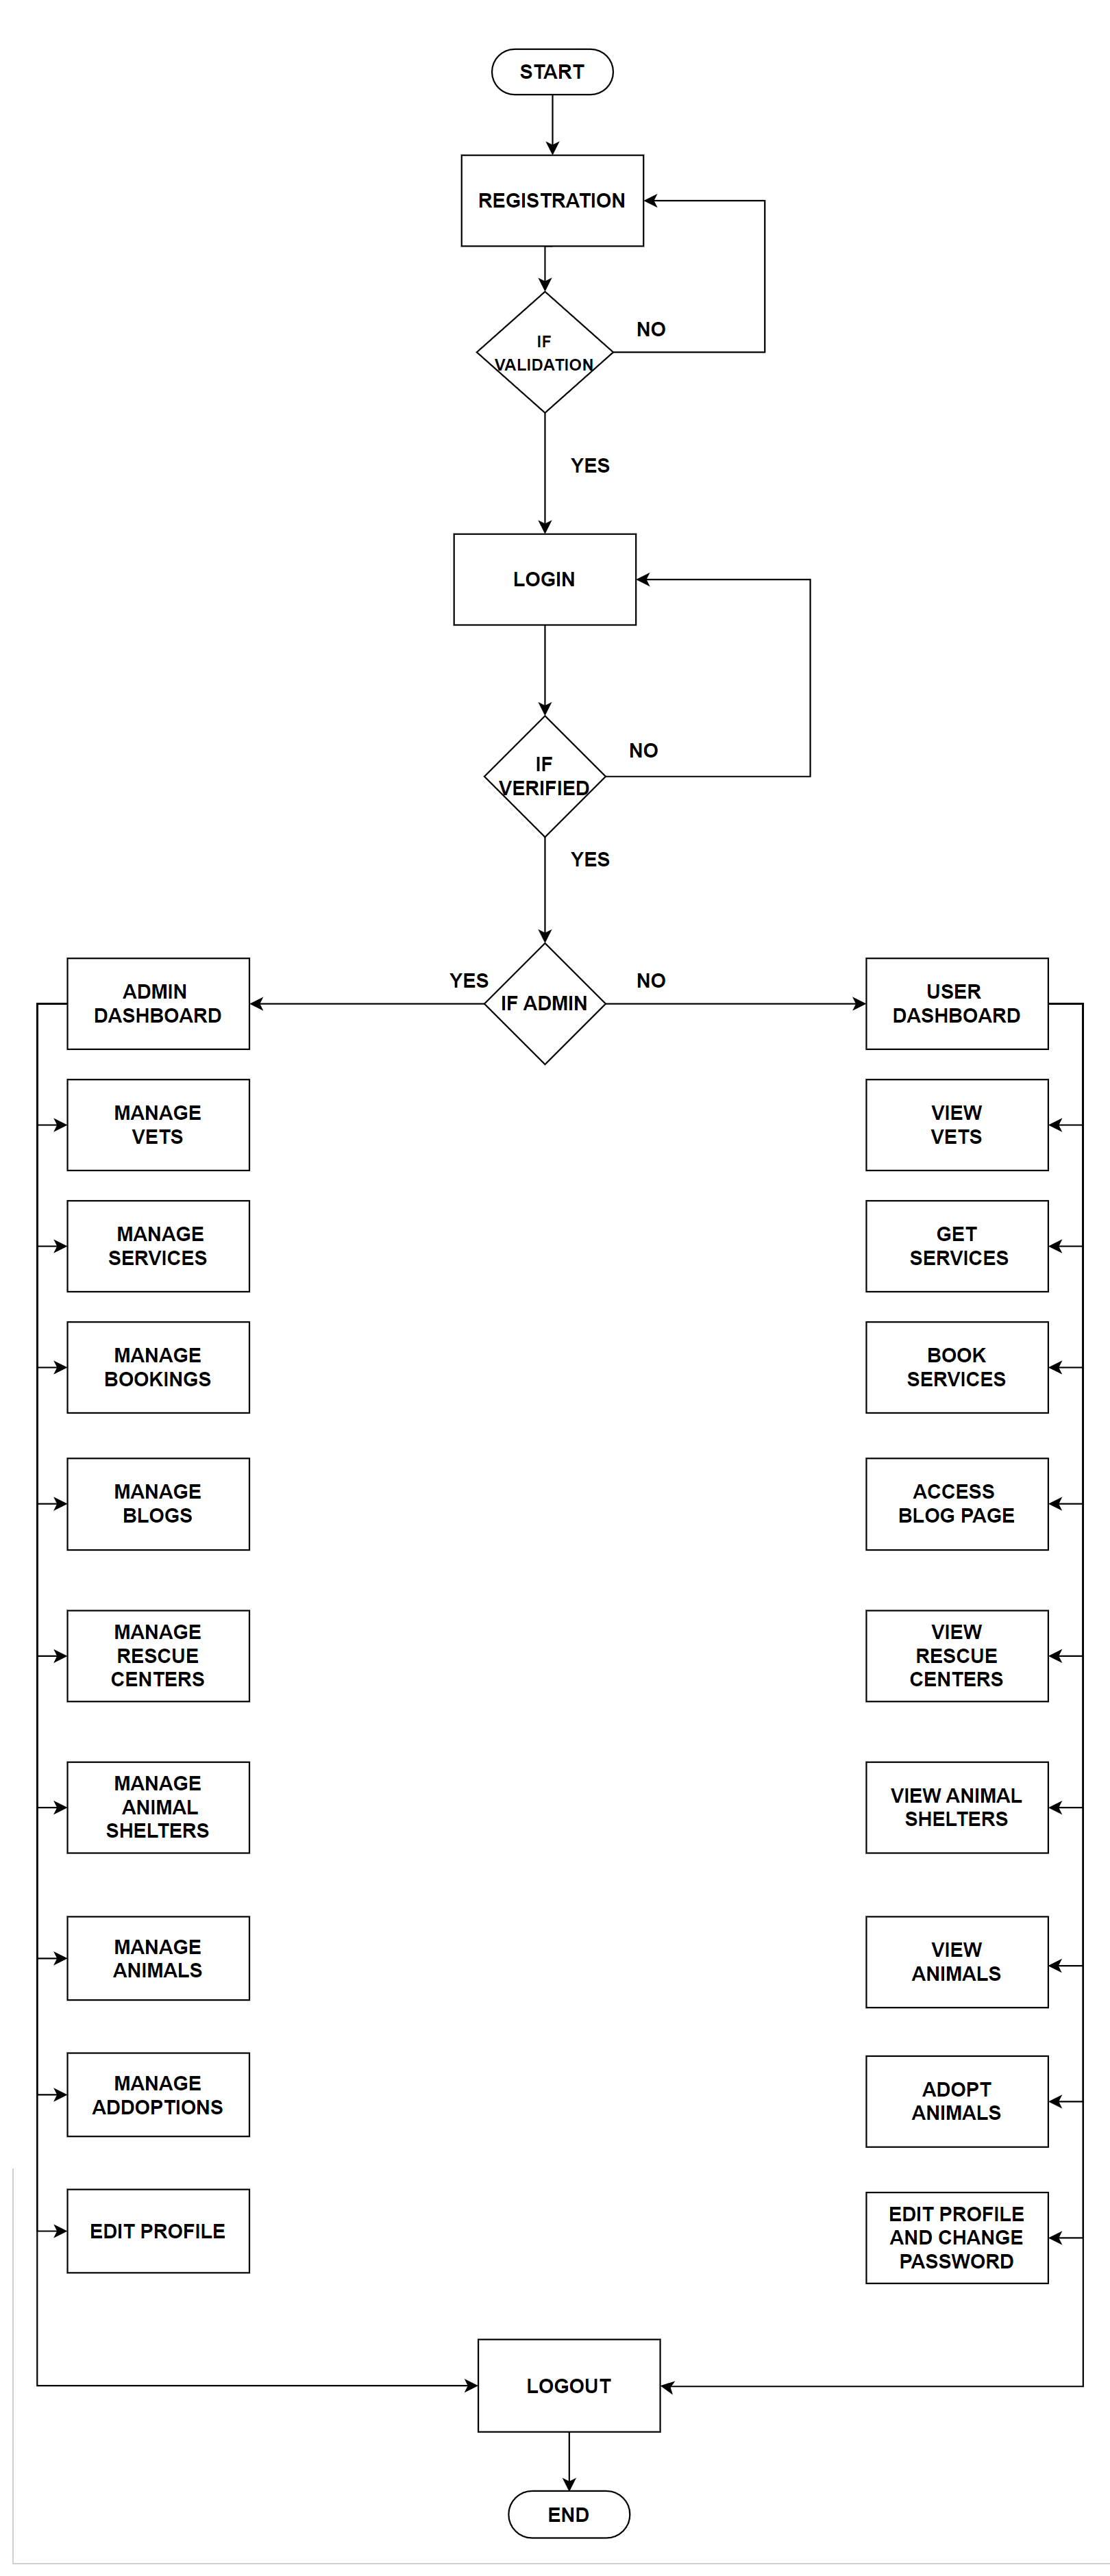 START
REGISTRATION
NO
IF
VALIDATION
YES
LOGIN
NO
IF
VERIFIED
YES
YES
NO
ADMIN
DASHBOARD
IF ADMIN
USER
DASHBOARD
MANAGE
VETS
VIEW
VETS
MANAGE
SERVICES
GET
SERVICES
MANAGE
BOOKINGS
BOOK
SERVICES
MANAGE
BLOGS
ACCESS
BLOG PAGE
MANAGE
RESCUE
CENTERS
VIEW
RESCUE
CENTERS
MANAGE
ANIMAL
SHELTERS
VIEW ANIMAL
SHELTERS
MANAGE
ANIMALS
VIEW
ANIMALS
MANAGE
ADDOPTIONS
ADOPT
ANIMALS
EDIT PROFILE
EDIT PROFILE
AND CHANGE
PASSWORD
LOGOUT
END